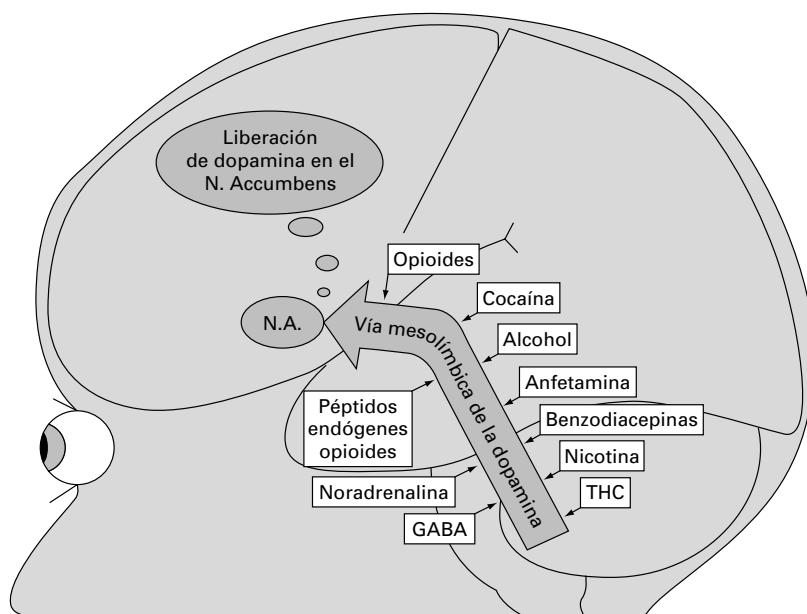 Liberación
de dopamina en el
N. Accumbens
Opioides
Cocaína
N.A.
Vía mesolímbica de la dopamina
Alcohol
Anfetamina
Péptidos
endógenes
opioides
Benzodiacepinas
Nicotina
Noradrenalina
THC
GABA